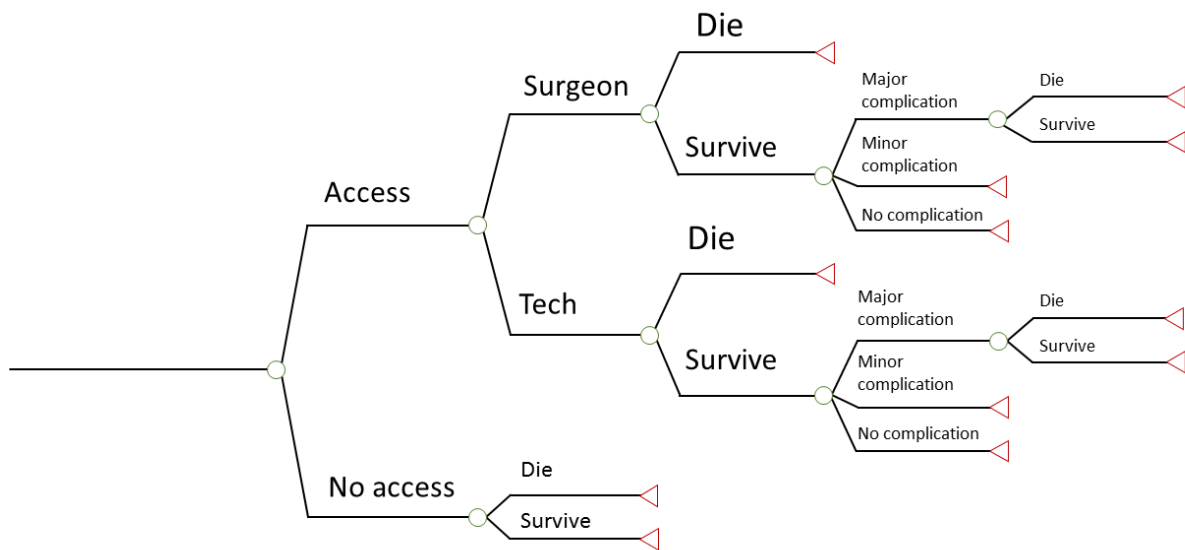 Die
Surgeon
Major
complication
Die
Survive
Survive
Minor
complication
No complication
Access
Die
Tech
Major
complication
Die
Survive
Survive
Minor
complication
No complication
No access
Die
Survive